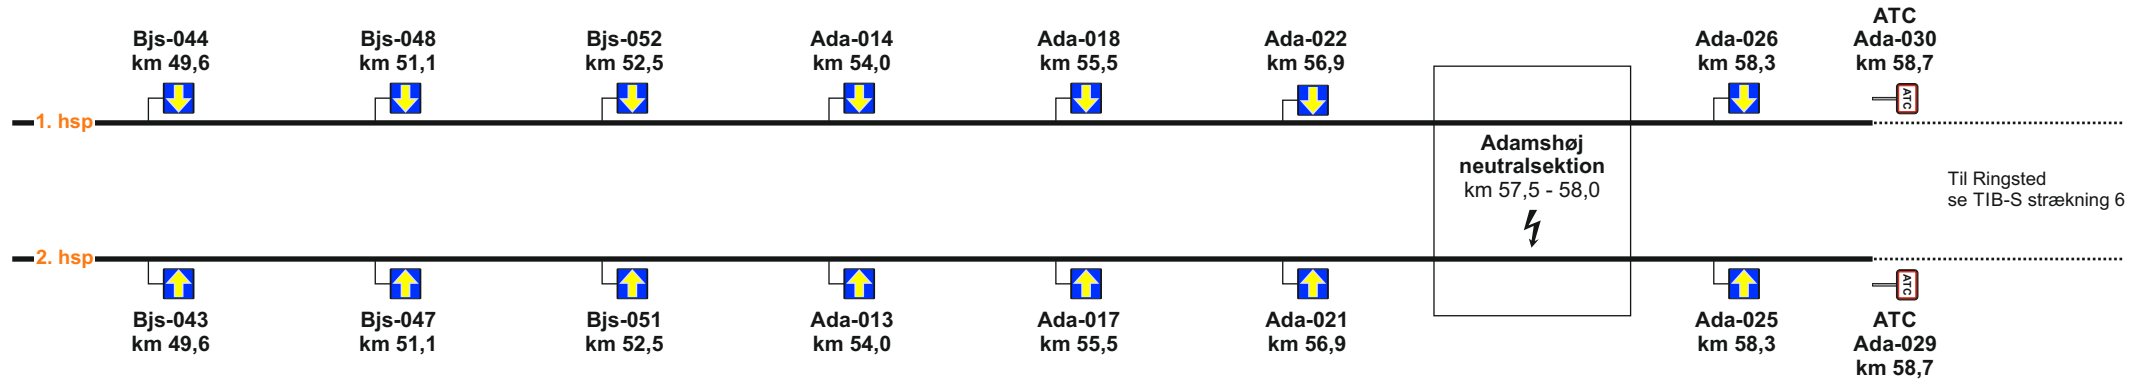 Bjs-044
km 49,6
Bjs-048
km 51,1
Bjs-052
km 52,5
Ada-014
km 54,0
Ada-018
km 55,5
Ada-022
km 56,9
Ada-026
km 58,3
ATC
Ada-030
km 58,7
ATC
1. hsp
Adamshøj
neutralsektion
km 57,5 - 58,0
Til Ringsted
se TIB-S strækning 6
2. hsp
ATC
Bjs-043
km 49,6
Bjs-047
km 51,1
Bjs-051
km 52,5
Ada-013
km 54,0
Ada-017
km 55,5
Ada-021
km 56,9
Ada-025
km 58,3
ATC
Ada-029
km 58,7